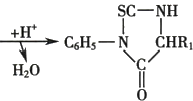 SC—NH
+H⁺
C₆H₅—N CHR₁
H₂O
C
O